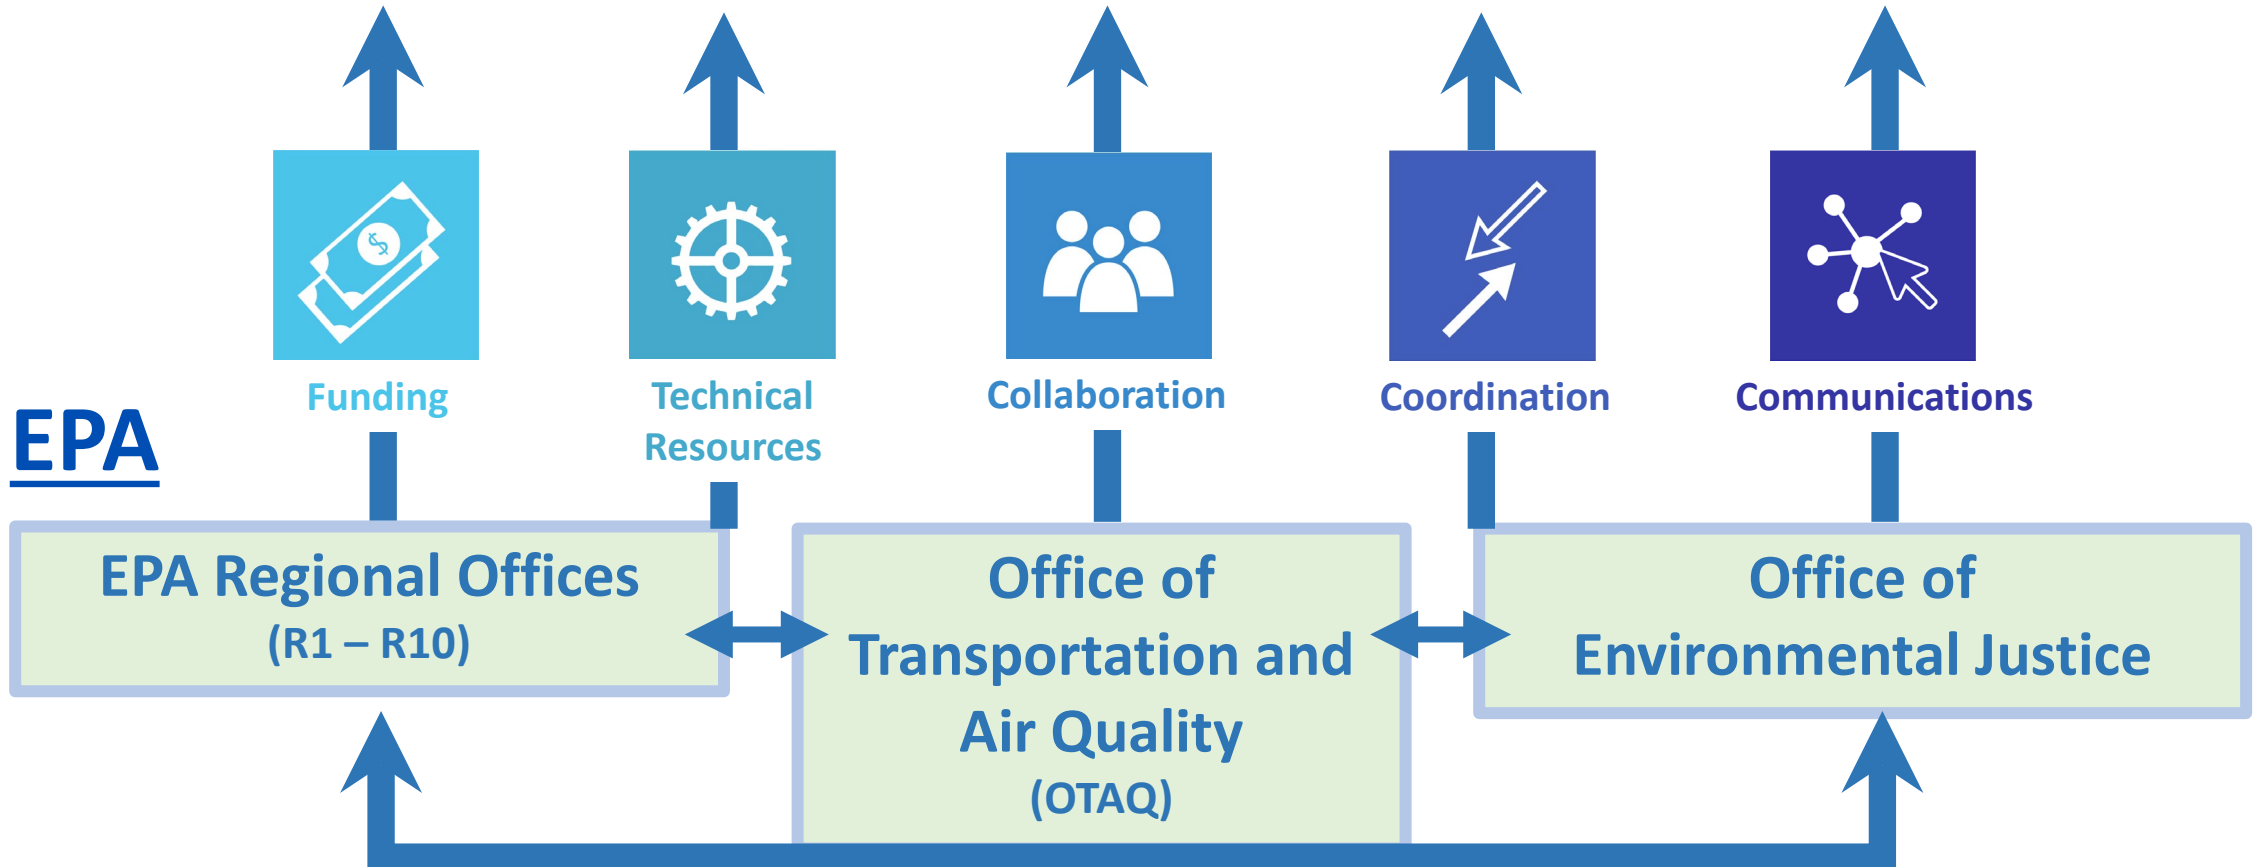 Funding
Technical
Resources
Collaboration
Coordination
Communications
EPA
EPA Regional Offices
(R1 – R10)
Office of
Transportation and
Air Quality
(OTAQ)
Office of
Environmental Justice